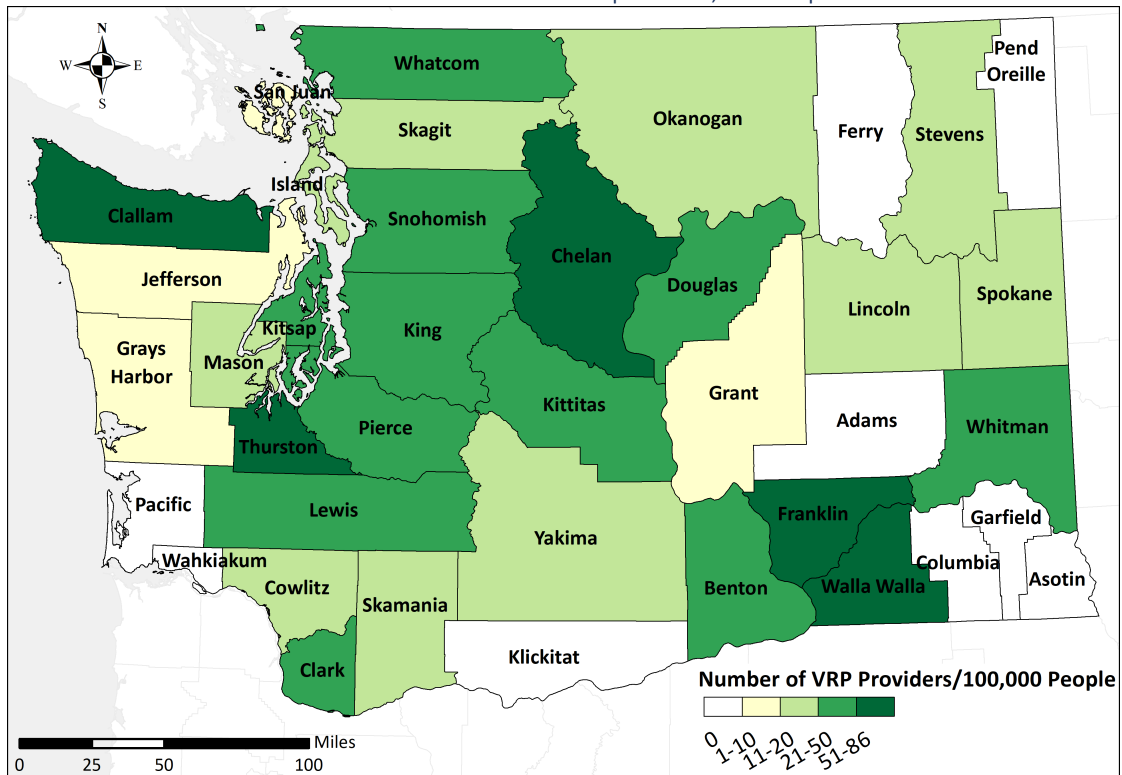 N
W
E
S
Whatcom
San Juan
Skagit
Okanogan
Ferry
Stevens
Pend
Oreille
Island
Clallam
Snohomish
Chelan
Jefferson
Douglas
Lincoln
Spokane
Kitsap
King
Grays
Harbor
Mason
Grant
Kittitas
Adams
Whitman
Thurston
Pierce
Pacific
Lewis
Yakima
Franklin
Garfield
Wahkiakum
Columbia
Cowlitz
Skamania
Benton
Walla Walla
Asotin
Clark
Klickitat
Number of VRP Providers/100,000 People
0
1-10
11-20
21-50
51-86
Miles
0
25
50
100